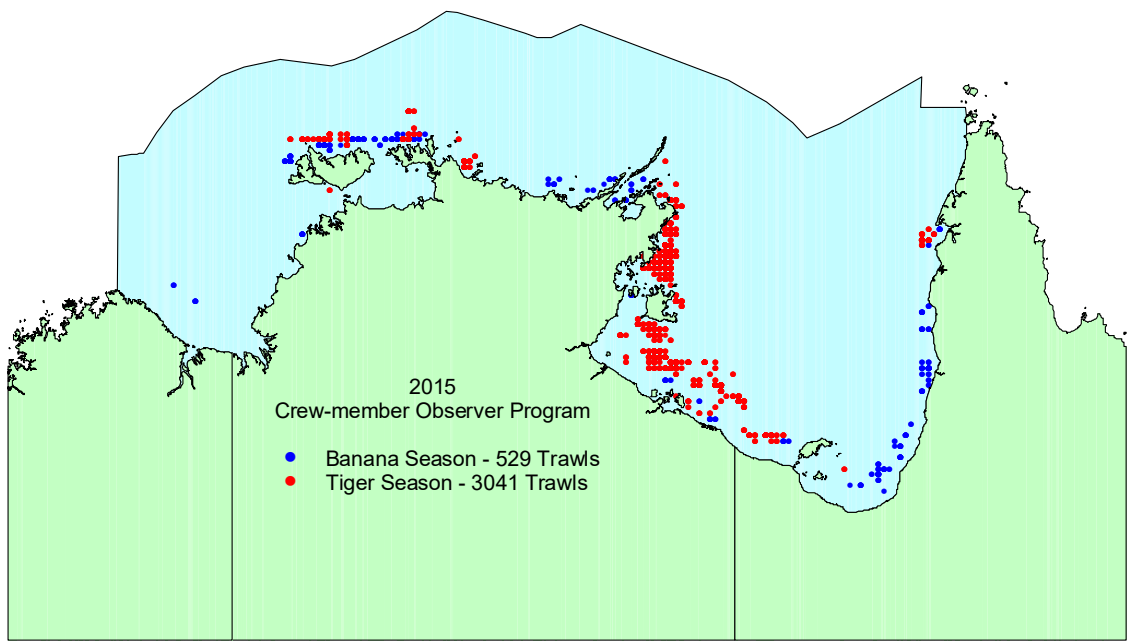 2015
Crew-member Observer Program
Banana Season - 529 Trawls
Tiger Season - 3041 Trawls